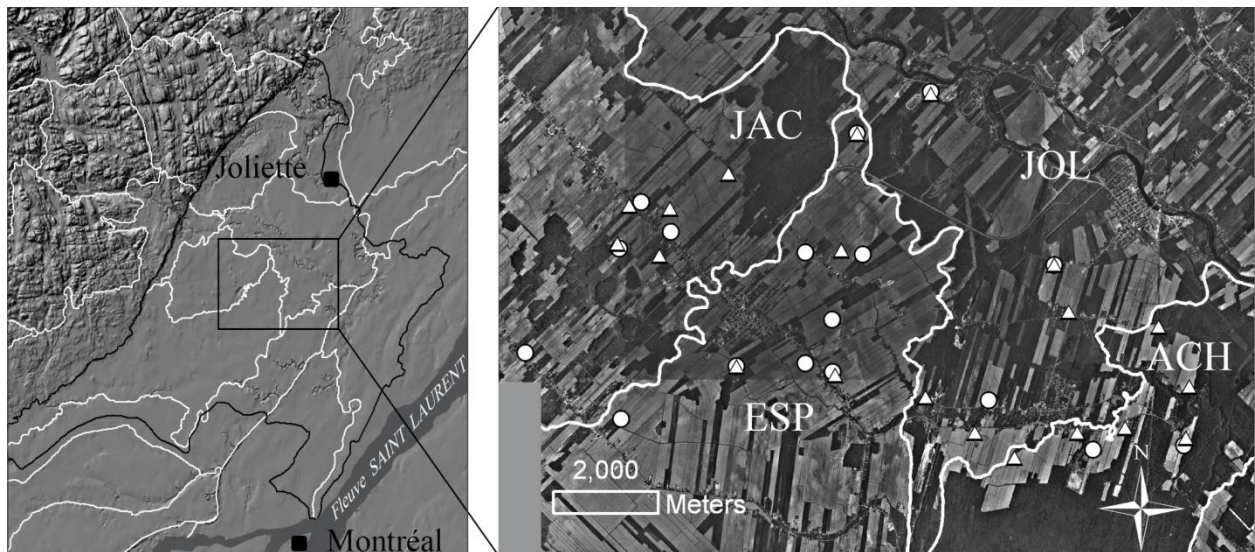 Joliette
Fleuve SAINT LAURENT
Montréal
JAC
JOL
ACH
ESP
2,000
Meters
N